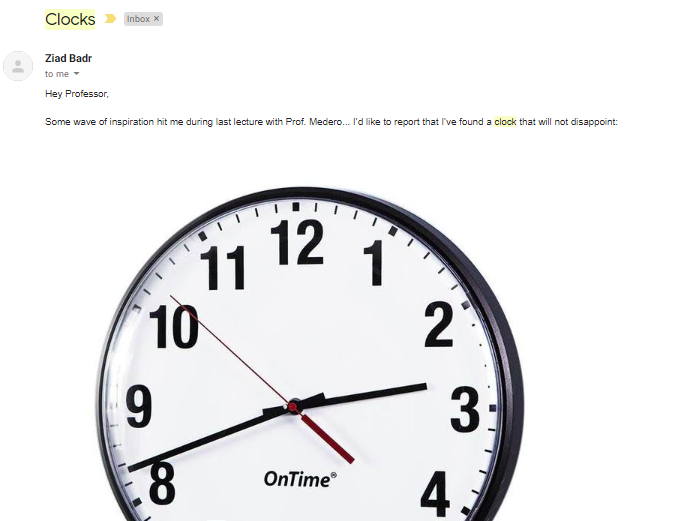 Clocks Inbox ×
Ziad Badr
to me
Hey Professor,
Some wave of inspiration hit me during last lecture with Prof. Medero... I'd like to report that I've found a clock that will not disappoint:
12
11 1
10 2
9 3
8 4
OnTime®